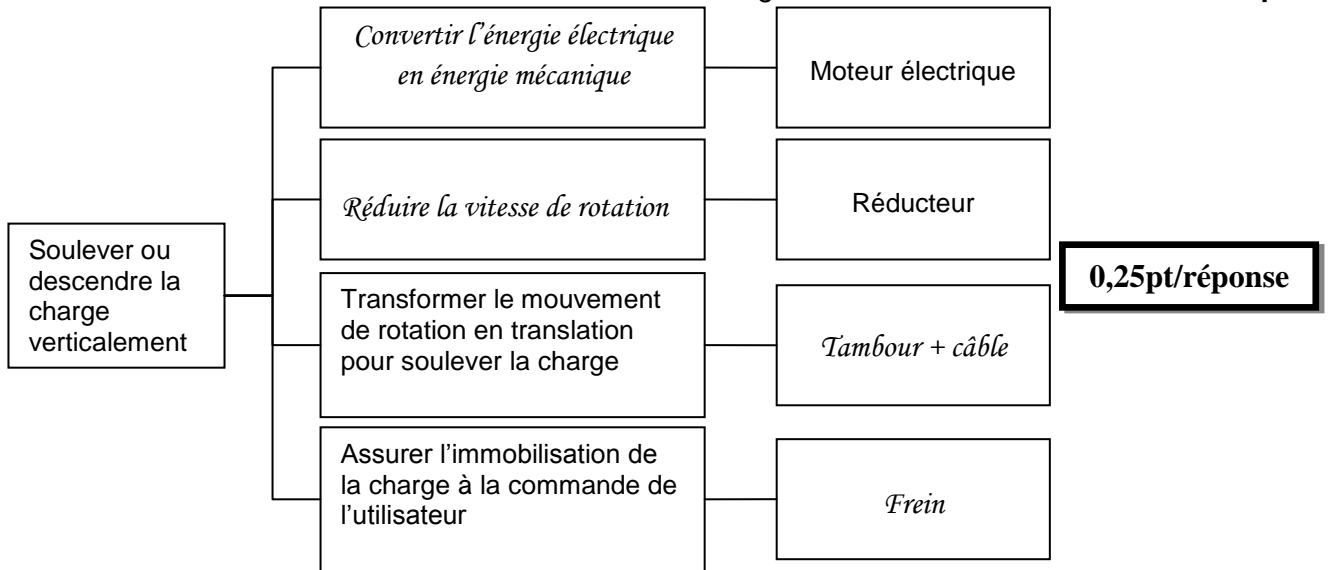 Convertir l’énergie électrique
en énergie mécanique
Moteur électrique
Réduire la vitesse de rotation
Réducteur
Soulever ou
descendre la
charge
verticalement
0,25pt/réponse
Transformer le mouvement
de rotation en translation
pour soulever la charge
Tambour + câble
Assurer l’immobilisation de
la charge à la commande de
l’utilisateur
Frein